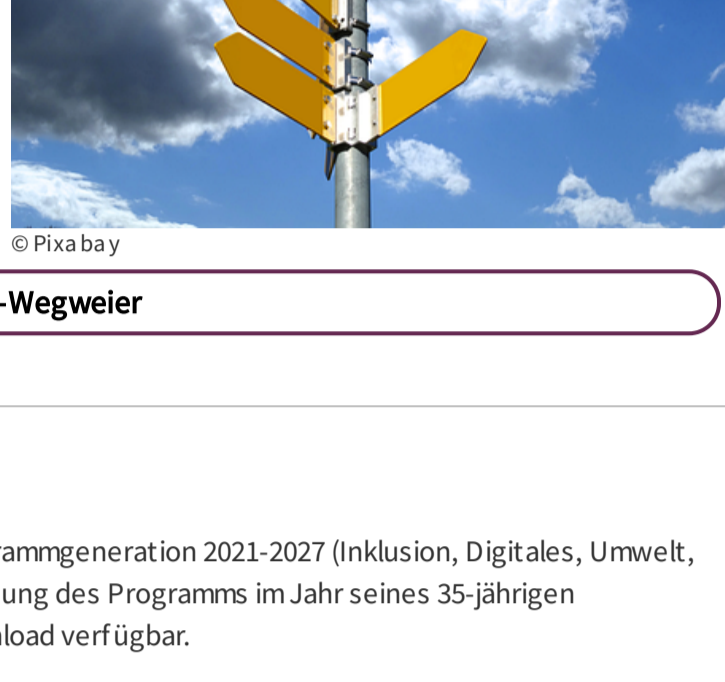 © Pixabay
-Wegweier
rammgeneration 2021-2027 (Inklusion, Digitales, Umwelt,
ung des Programms im Jahr seines 35-jährigen
load verfügbar.